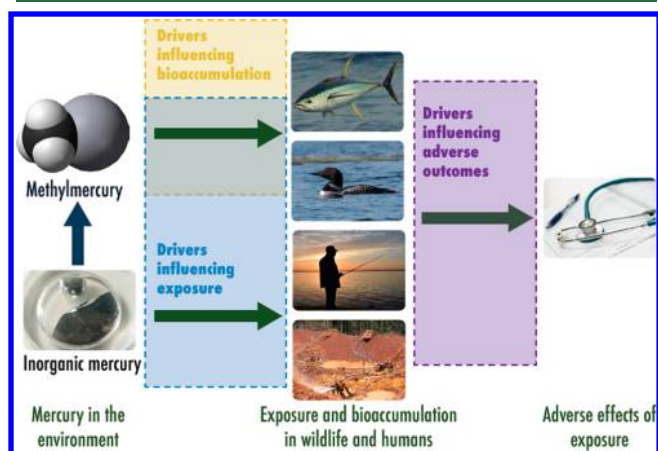 Drivers
influencing
bioaccumulation
Methylmercury
Drivers
influencing
exposure
Inorganic mercury
Drivers
influencing
adverse
outcomes
Mercury in the
environment
Exposure and bioaccumulation
in wildlife and humans
Adverse effects of
exposure